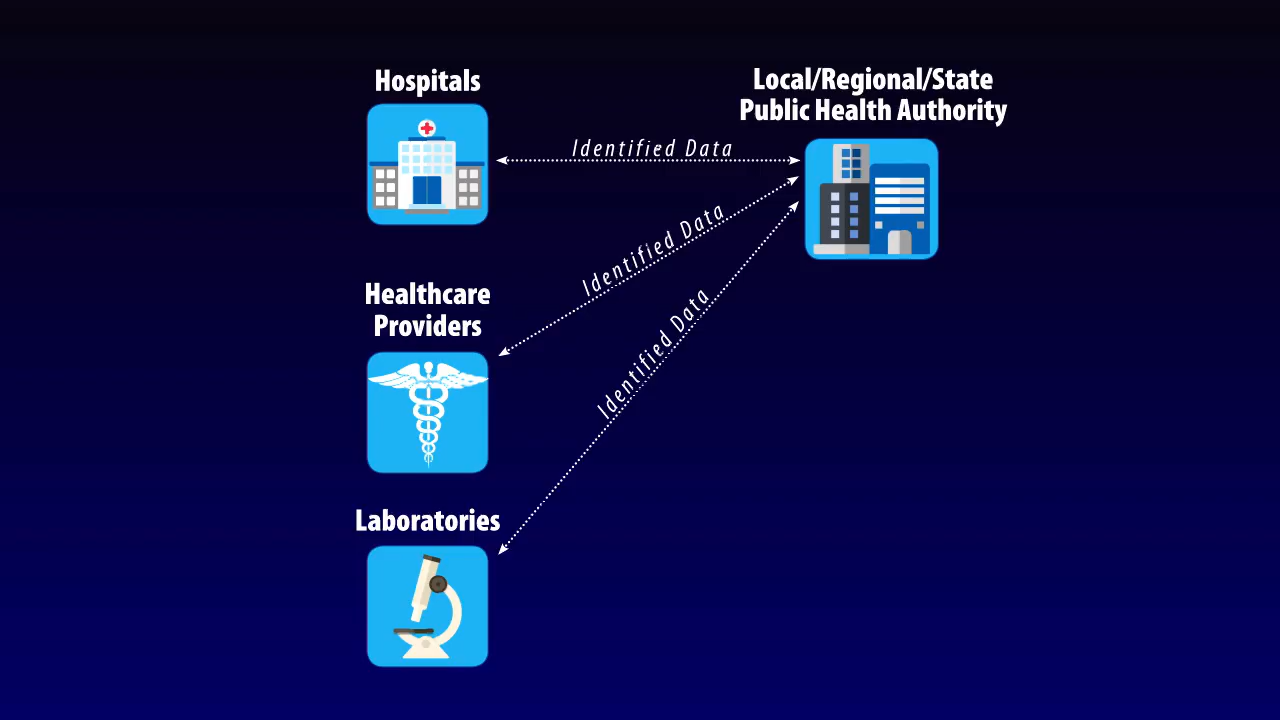 Hospitals
Local/Regional/State
Public Health Authority
Identified Data
Identified Data
Healthcare
Providers
Identified Data
Laboratories